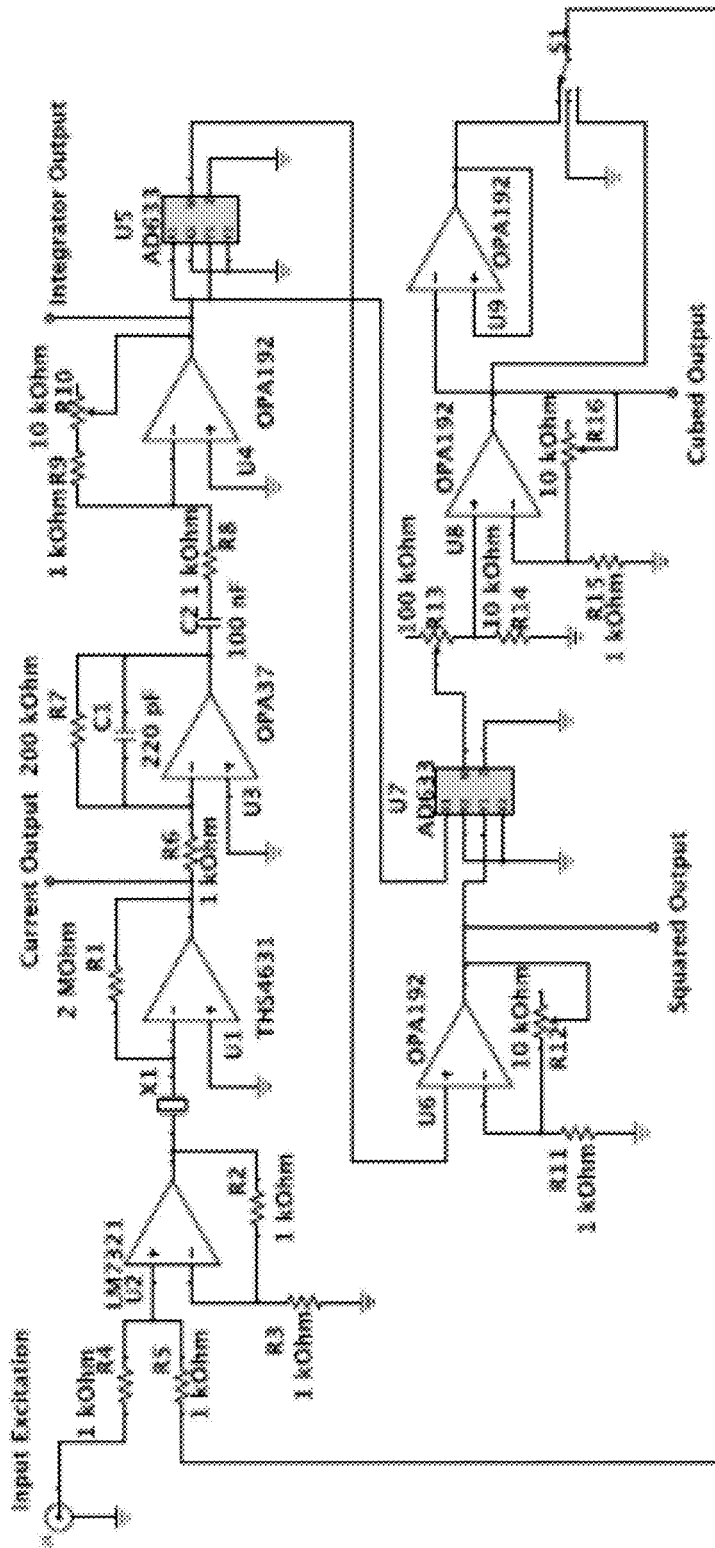 Input Excitation
1 kOhm
R4
R5
1 kOhm
LM7321
U2
R3
1 kOhm
R2
1 kOhm
X1
2 MOhm
R1
U1
THS4631
Current Output
R6
1 kOhm
200 kOhm
R7
C1
220 pF
U3
OPA37
C2
100 nF
1 kOhm
R8
1 kOhm
R9
10 kOhm
R10
U4
OPA192
Integrator Output
U5
AD633
R11
1 kOhm
U6
OPA192
10 kOhm
R12
Squared Output
U7
AD633
100 kOhm
R13
10 kOhm
R14
U8
OPA192
R15
1 kOhm
10 kOhm
R16
Cubed Output
U9
OPA192
S1